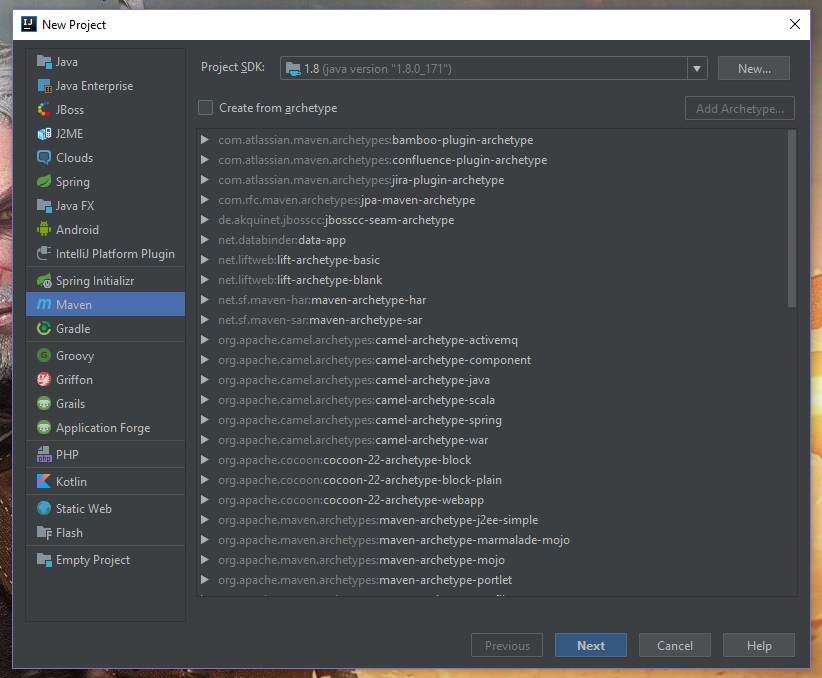 New Project
Java
Java Enterprise
JBoss
J2ME
Clouds
Spring
Java FX
Android
IntelliJ Platform Plugin
Spring Initializr
Maven
Gradle
Groovy
Griffon
Grails
Application Forge
PHP
Kotlin
Static Web
Flash
Empty Project
Project SDK: 1.8 (java version "1.8.0_171") New...
Create from archetype Add Archetype...
com.atlassian.maven.archetypes:bamboo-plugin-archetype
com.atlassian.maven.archetypes:confluence-plugin-archetype
com.atlassian.maven.archetypes:jira-plugin-archetype
com.rfc.maven.archetypes:jpa-maven-archetype
de.akquinet.jbosscc:jbosscc-seam-archetype
net.databinder:data-app
net.liftweb:lift-archetype-basic
net.liftweb:lift-archetype-blank
net.sf.maven-har:maven-archetype-har
net.sf.maven-sar:maven-archetype-sar
org.apache.camel.archetypes:camel-archetype-activemq
org.apache.camel.archetypes:camel-archetype-component
org.apache.camel.archetypes:camel-archetype-java
org.apache.camel.archetypes:camel-archetype-scala
org.apache.camel.archetypes:camel-archetype-spring
org.apache.camel.archetypes:camel-archetype-war
org.apache.cocoon:cocoon-22-archetype-block
org.apache.cocoon:cocoon-22-archetype-block-plain
org.apache.cocoon:cocoon-22-archetype-webapp
org.apache.maven.archetypes:maven-archetype-j2ee-simple
org.apache.maven.archetypes:maven-archetype-marmalade-mojo
org.apache.maven.archetypes:maven-archetype-mojo
org.apache.maven.archetypes:maven-archetype-portlet
Previous Next Cancel Help